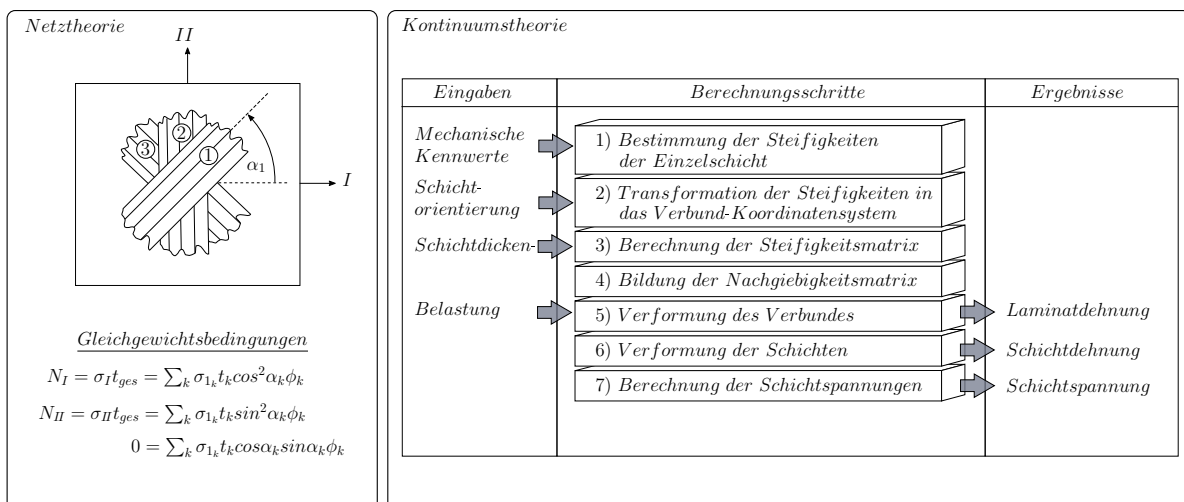 Netztheorie
II
3
2
1
α₁
I
Gleichgewichtsbedingungen
N_I = σ_I t_ges = ∑_k σ_{1_k} t_k cos²α_k ϕ_k
N_II = σ_II t_ges = ∑_k σ_{1_k} t_k sin²α_k ϕ_k
0 = ∑_k σ_{1_k} t_k cosα_k sinα_k ϕ_k
Kontinuumstheorie
Eingaben Berechnungsschritte Ergebnisse
Mechanische
Kennwerte
1) Bestimmung der Steifigkeiten
der Einzelschicht
Schicht-
orientierung
2) Transformation der Steifigkeiten in
das Verbund-Koordinatensystem
Schichtdicken-
3) Berechnung der Steifigkeitsmatrix
4) Bildung der Nachgiebigkeitsmatrix
Belastung
5) Verformung des Verbundes
Laminatdehnung
6) Verformung der Schichten
Schichtdehnung
7) Berechnung der Schichtspannungen
Schichtspannung